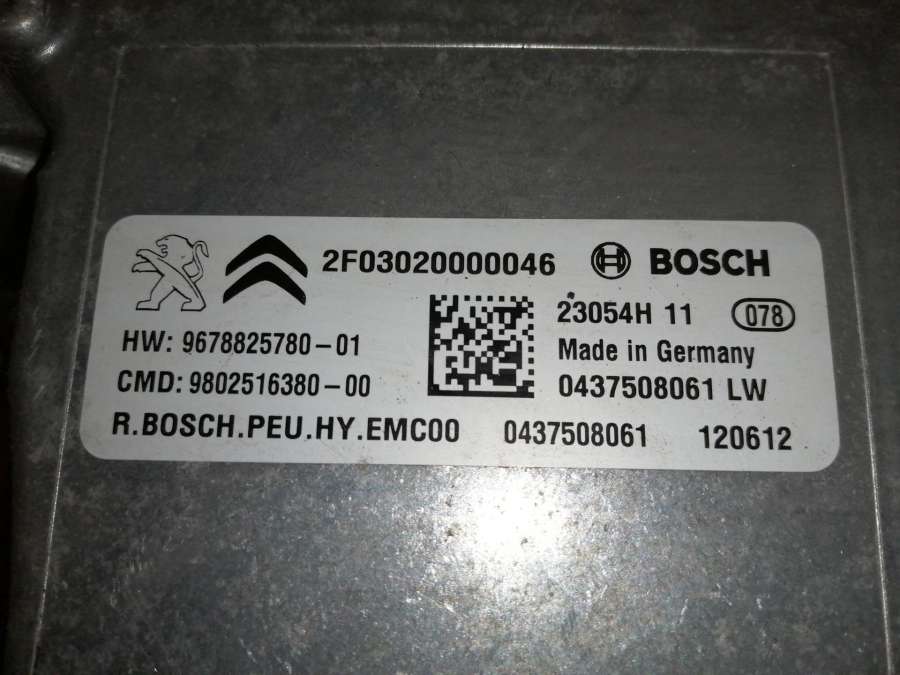 2F03020000046 BOSCH
23054H 11 078
HW: 9678825780-01 Made in Germany
CMD: 9802516380-00 0437508061 LW
R.BOSCH.PEU.HY.EMC00 0437508061 120612